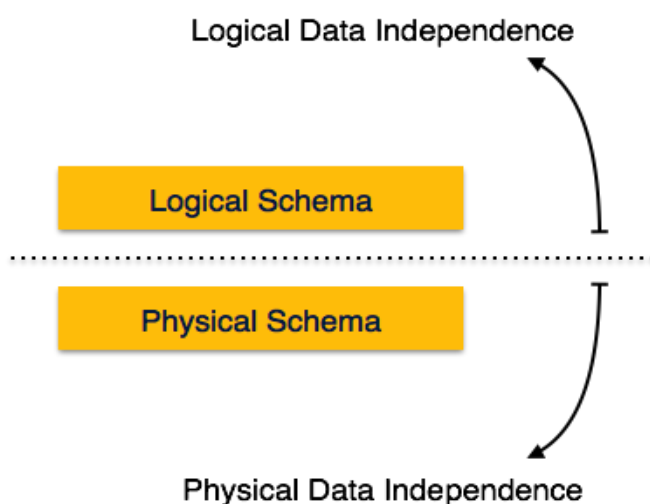 Logical Data Independence
Logical Schema
Physical Schema
Physical Data Independence